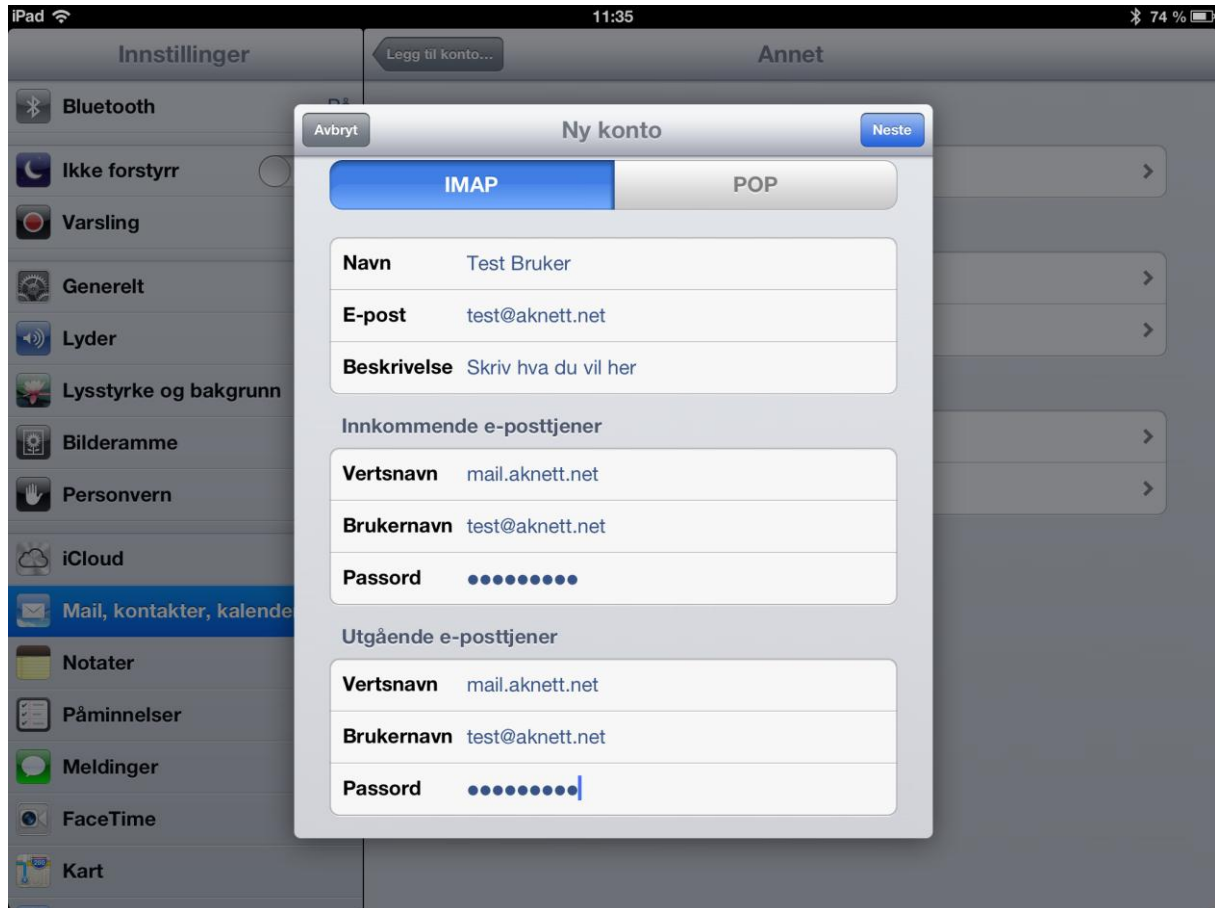 iPad 11:35 74 %
Innstillinger
Legg til konto... Annet
Bluetooth
Ikke forstyrr
Varsling
Generelt
Lyder
Lysstyrke og bakgrunn
Bilderamme
Personvern
iCloud
Mail, kontakter, kalende
Notater
Påminnelser
Meldinger
FaceTime
Kart
Avbryt Ny konto Neste
IMAP POP
Navn Test Bruker
E-post test@aknett.net
Beskrivelse Skriv hva du vil her
Innkommende e-posttjener
Vertsnavn mail.aknett.net
Brukernavn test@aknett.net
Passord ●●●●●●●●●
Utgående e-posttjener
Vertsnavn mail.aknett.net
Brukernavn test@aknett.net
Passord ●●●●●●●●●